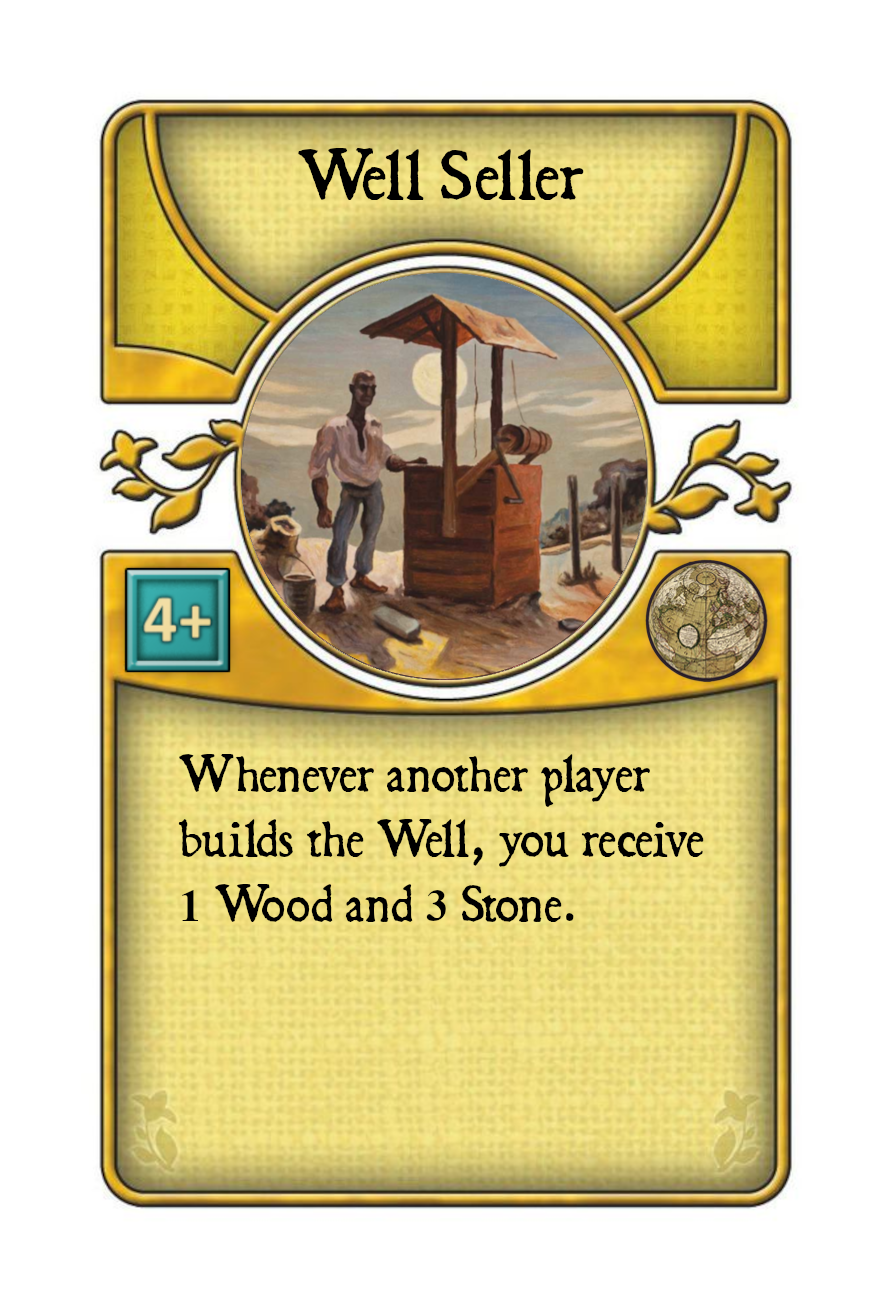 Well Seller
4+
Whenever another player
builds the Well, you receive
1 Wood and 3 Stone.